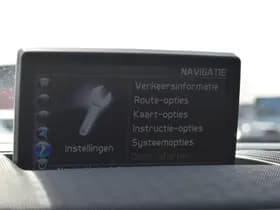 NAVIGATIE
Verkeersinformatie
Route-opties
Kaart-opties
Instructie-opties
Instellingen
Systeemopties